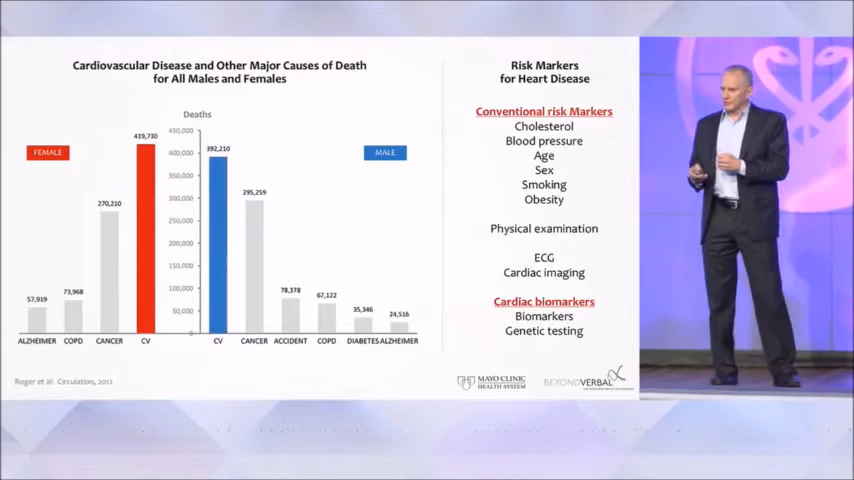 Cardiovascular Disease and Other Major Causes of Death
for All Males and Females
Deaths
FEMALE
MALE
450,000
400,000
350,000
300,000
250,000
200,000
150,000
100,000
50,000
0
57,919
73,968
270,210
419,730
392,210
295,259
78,378
67,122
35,346
24,516
ALZHEIMER COPD CANCER CV CV CANCER ACCIDENT COPD DIABETES ALZHEIMER
Roger et al: Circulation, 2012
Risk Markers
for Heart Disease
Conventional risk Markers
Cholesterol
Blood pressure
Age
Sex
Smoking
Obesity
Physical examination
ECG
Cardiac imaging
Cardiac biomarkers
Biomarkers
Genetic testing
MAYO CLINIC
HEALTH SYSTEM
BEYONDVERBAL